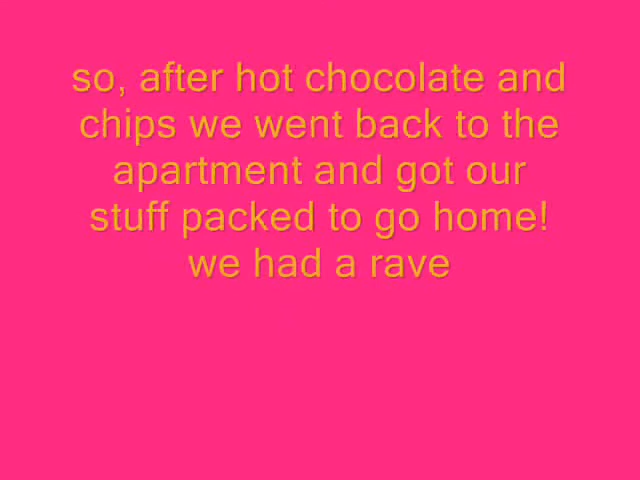 so, after hot chocolate and
chips we went back to the
apartment and got our
stuff packed to go home!
we had a rave